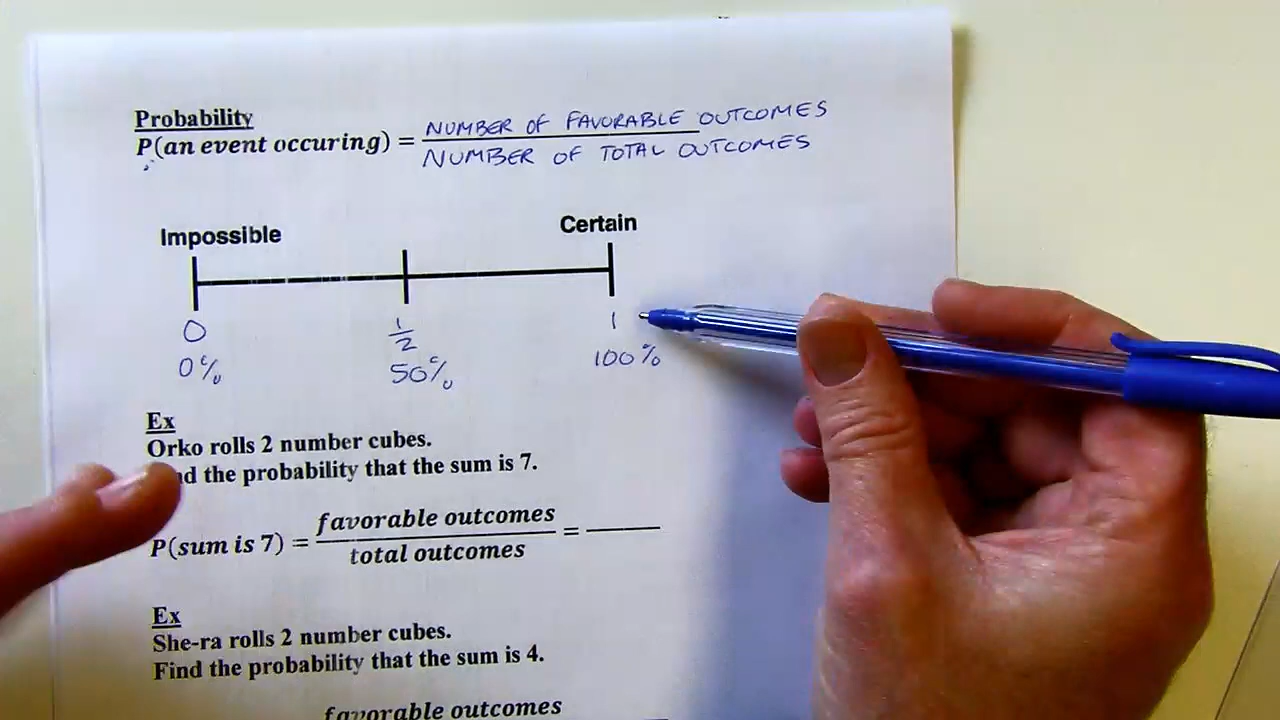 Probability
P(an event occuring) = NUMBER OF FAVORABLE OUTCOMES
NUMBER OF TOTAL OUTCOMES
Impossible
Certain
0
1
2
1
0%
50%
100%
Ex
Orko rolls 2 number cubes.
the probability that the sum is 7.
P(sum is 7) = favorable outcomes
total outcomes = ———
Ex
She-ra rolls 2 number cubes.
Find the probability that the sum is 4.
favorable outcomes